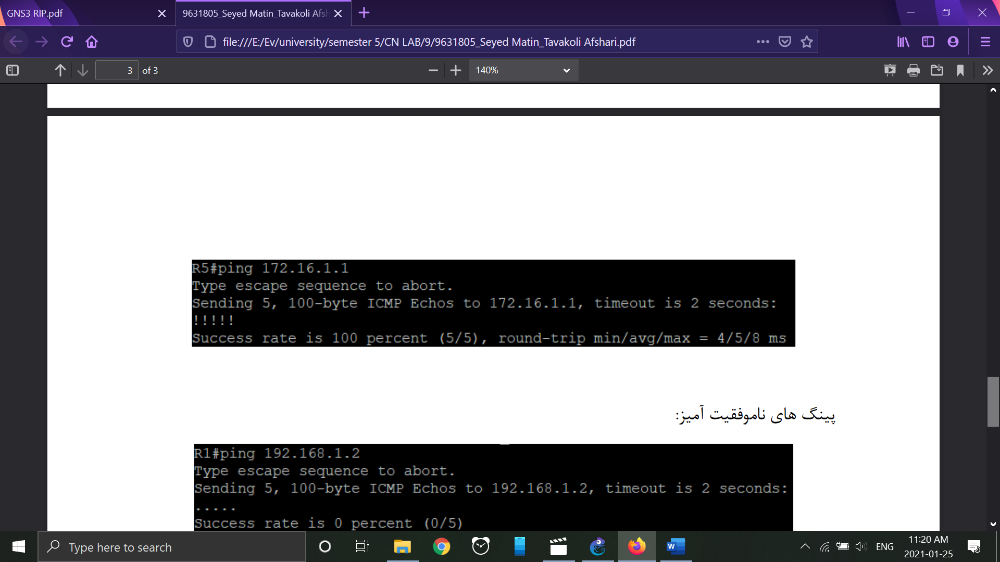 GNS3 RIP.pdf
9631805_Seyed Matin_Tavakoli Afsh
file:///E:/Ev/university/semester 5/CN LAB/9/9631805_Seyed Matin_Tavakoli Afshari.pdf
3 of 3
140%
R5#ping 172.16.1.1
Type escape sequence to abort.
Sending 5, 100-byte ICMP Echos to 172.16.1.1, timeout is 2 seconds:
!!!!!
Success rate is 100 percent (5/5), round-trip min/avg/max = 4/5/8 ms
پینگ های ناموفقیت آمیز:
R1#ping 192.168.1.2
Type escape sequence to abort.
Sending 5, 100-byte ICMP Echos to 192.168.1.2, timeout is 2 seconds:
.....
Success rate is 0 percent (0/5)
Type here to search
ENG
11:20 AM
2021-01-25